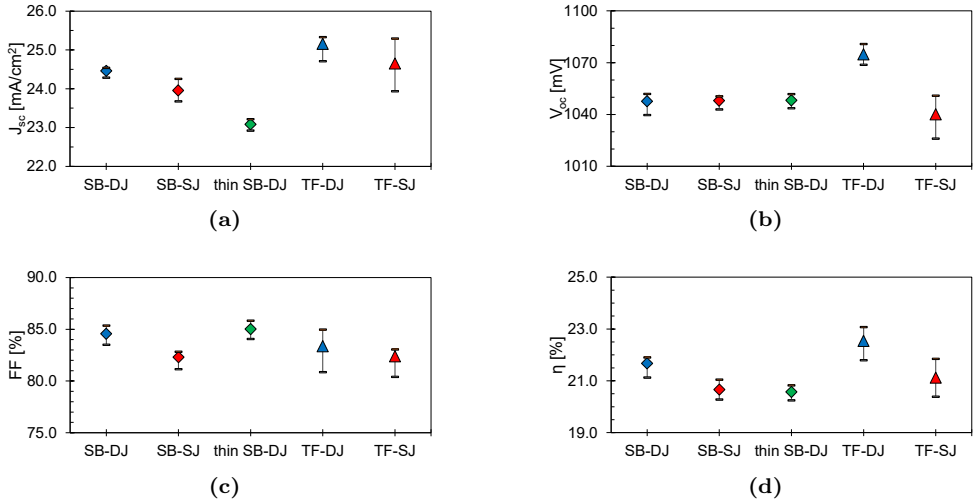 26.0
25.0
24.0
23.0
22.0
J_sc [mA/cm²]
SB-DJ SB-SJ thin SB-DJ TF-DJ TF-SJ
(a)
1100
1070
1040
1010
V_oc [mV]
SB-DJ SB-SJ thin SB-DJ TF-DJ TF-SJ
(b)
90.0
85.0
80.0
75.0
FF [%]
SB-DJ SB-SJ thin SB-DJ TF-DJ TF-SJ
(c)
25.0
23.0
21.0
19.0
η [%]
SB-DJ SB-SJ thin SB-DJ TF-DJ TF-SJ
(d)